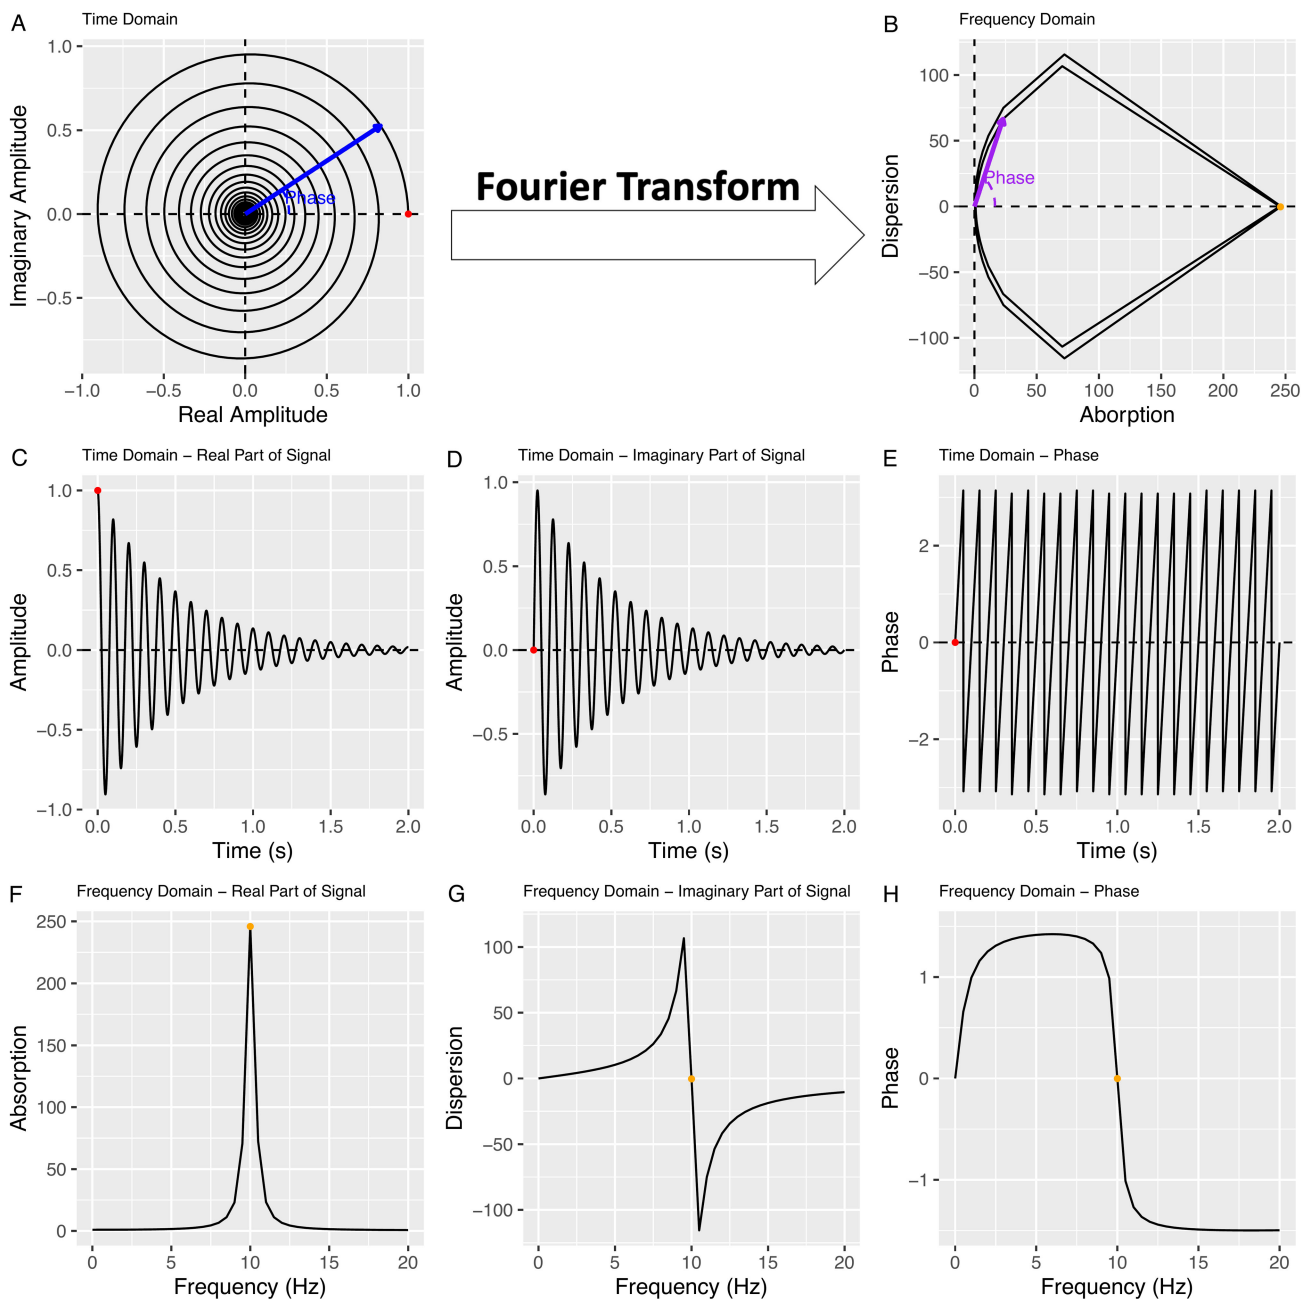 A Time Domain
1.0
0.5
0.0
−0.5
Imaginary Amplitude
Phase
−1.0 −0.5 0.0 0.5 1.0
Real Amplitude
Fourier Transform
B Frequency Domain
100
50
0
−50
−100
Dispersion
Phase
0 50 100 150 200 250
Aborption
C Time Domain − Real Part of Signal
1.0
0.5
0.0
−0.5
−1.0
Amplitude
0.0 0.5 1.0 1.5 2.0
Time (s)
D Time Domain − Imaginary Part of Signal
1.0
0.5
0.0
−0.5
Amplitude
0.0 0.5 1.0 1.5 2.0
Time (s)
E Time Domain − Phase
2
0
−2
Phase
0.0 0.5 1.0 1.5 2.0
Time (s)
F Frequency Domain − Real Part of Signal
250
200
150
100
50
0
Absorption
0 5 10 15 20
Frequency (Hz)
G Frequency Domain − Imaginary Part of Signal
100
50
0
−50
−100
Dispersion
0 5 10 15 20
Frequency (Hz)
H Frequency Domain − Phase
1
0
−1
Phase
0 5 10 15 20
Frequency (Hz)